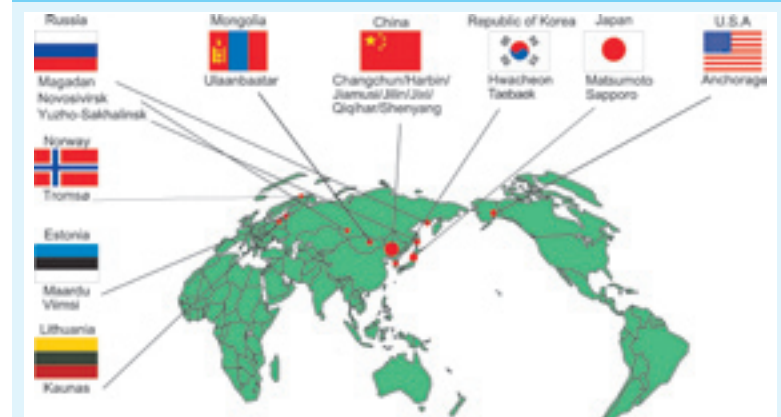 Russia
Magadan
Novosivirsk
Yuzho-Sakhalinsk
Mongolia
Ulaanbaatar
China
Changchun/Harbin/
Jiamusi/Jilin/Jixi/
Qiqihar/Shenyang
Republic of Korea
Hwacheon
Taebaek
Japan
Matsumoto
Sapporo
U.S.A
Anchorage
Norway
Tromsø
Estonia
Maardu
Viimsi
Lithuania
Kaunas